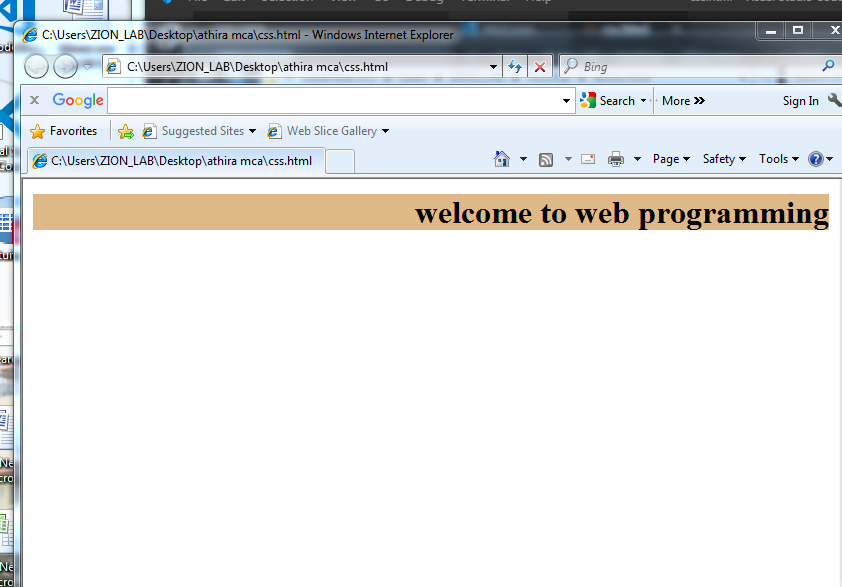 C:\Users\ZION_LAB\Desktop\athira mca\css.html - Windows Internet Explorer
C:\Users\ZION_LAB\Desktop\athira mca\css.html
Bing
Google
Search
More
Sign In
Favorites
Suggested Sites
Web Slice Gallery
C:\Users\ZION_LAB\Desktop\athira mca\css.html
Page
Safety
Tools
welcome to web programming